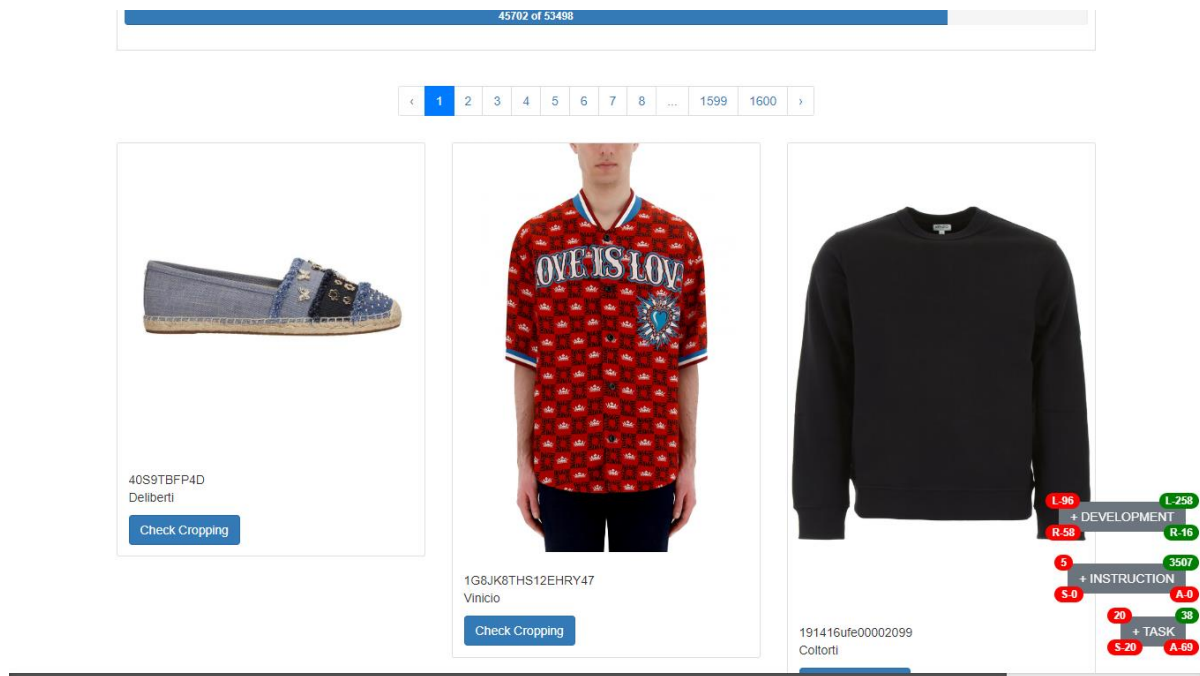 45702 of 53498
‹ 1 2 3 4 5 6 7 8 ... 1599 1600 ›
OVE IS LOV
40S9TBFP4D
Deliberti
Check Cropping
1G8JK8THS12EHRY47
Vinicio
Check Cropping
191416ufe00002099
Coltorti
L-96 L-258
+ DEVELOPMENT
R-58 R-16
5 3507
+ INSTRUCTION
S-0 A-0
20 38
+ TASK
S-20 A-69